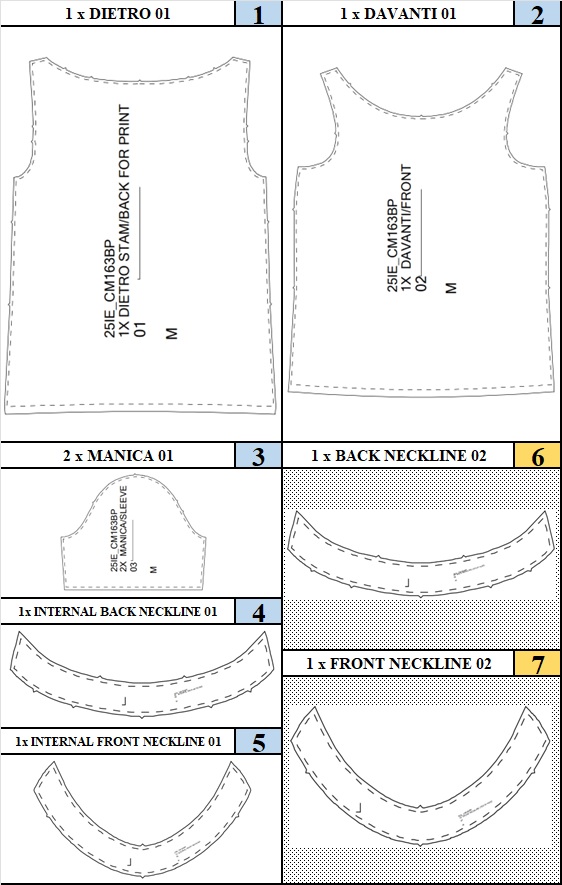 1 x DIETRO 01
1
1 x DAVANTI 01
2
25IE_CM163BP
1X DIETRO STAM/BACK FOR PRINT
01
M
25IE_CM163BP
1X DAVANTI/FRONT
02
M
2 x MANICA 01
3
25IE_CM163BP
2X MANICA/SLEEVE
03
M
1 x BACK NECKLINE 02
6
1x INTERNAL BACK NECKLINE 01
4
1 x FRONT NECKLINE 02
7
1x INTERNAL FRONT NECKLINE 01
5